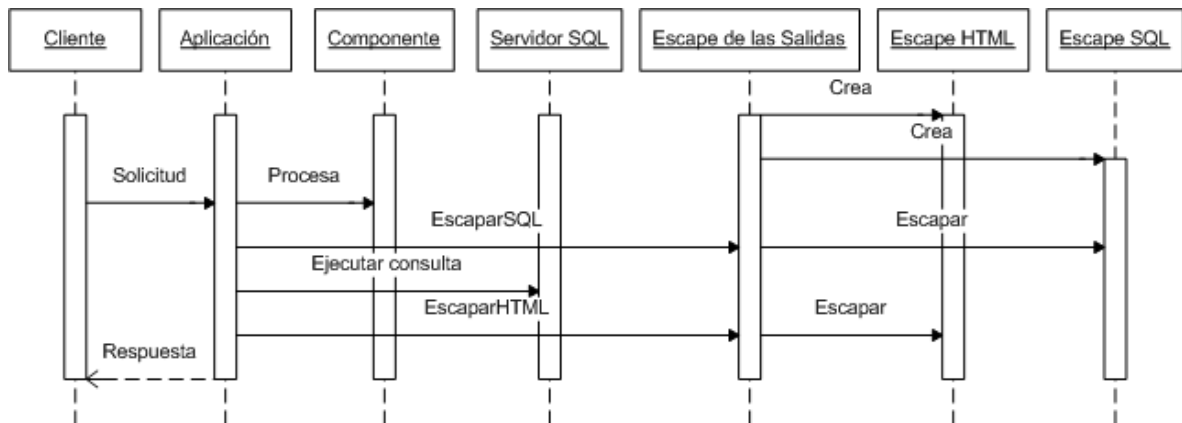 Cliente
Aplicación
Componente
Servidor SQL
Escape de las Salidas
Escape HTML
Escape SQL
Crea
Crea
Solicitud
Procesa
EscaparSQL
Escapar
Ejecutar consulta
EscaparHTML
Escapar
Respuesta